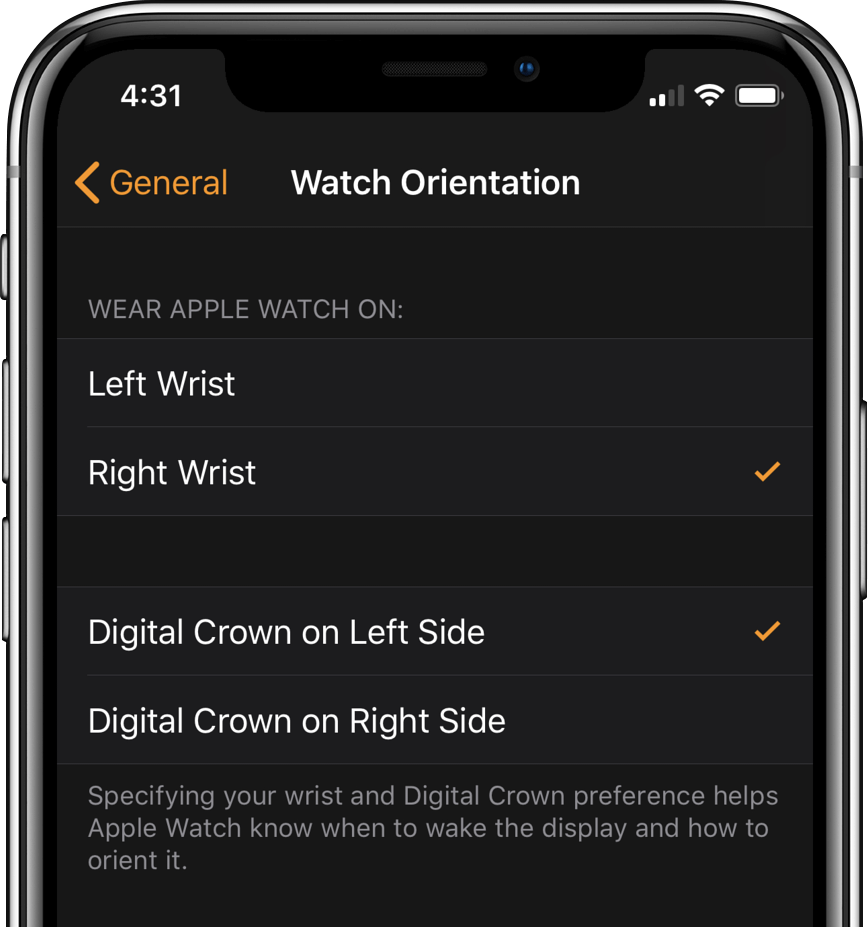 4:31
General
Watch Orientation
WEAR APPLE WATCH ON:
Left Wrist
Right Wrist
Digital Crown on Left Side
Digital Crown on Right Side
Specifying your wrist and Digital Crown preference helps
Apple Watch know when to wake the display and how to
orient it.